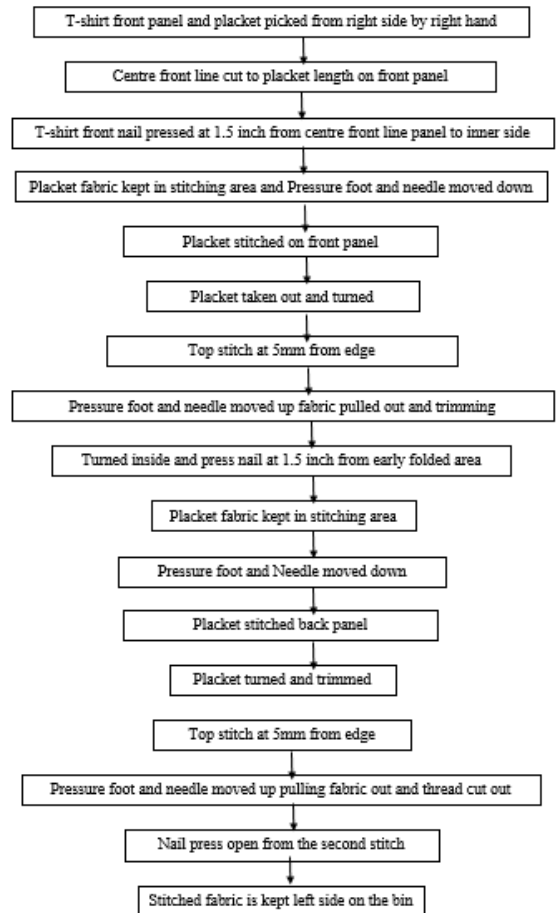 T-shirt front panel and placket picked from right side by right hand
Centre front line cut to placket length on front panel
T-shirt front nail pressed at 1.5 inch from centre front line panel to inner side
Placket fabric kept in stitching area and Pressure foot and needle moved down
Placket stitched on front panel
Placket taken out and turned
Top stitch at 5mm from edge
Pressure foot and needle moved up fabric pulled out and trimming
Turned inside and press nail at 1.5 inch from early folded area
Placket fabric kept in stitching area
Pressure foot and Needle moved down
Placket stitched back panel
Placket turned and trimmed
Top stitch at 5mm from edge
Pressure foot and needle moved up pulling fabric out and thread cut out
Nail press open from the second stitch
Stitched fabric is kept left side on the bin